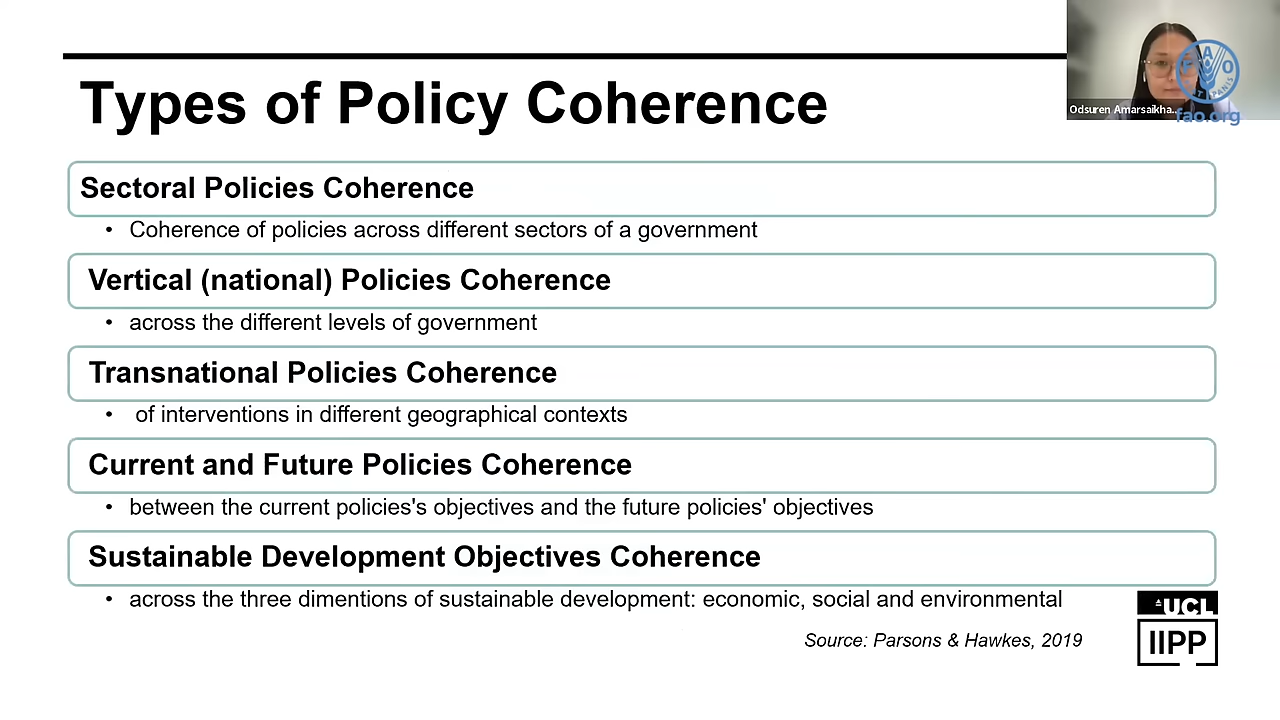 Types of Policy Coherence
Odsuren Amarsaikha...
fao.org
Sectoral Policies Coherence
• Coherence of policies across different sectors of a government
Vertical (national) Policies Coherence
• across the different levels of government
Transnational Policies Coherence
• of interventions in different geographical contexts
Current and Future Policies Coherence
• between the current policies's objectives and the future policies' objectives
Sustainable Development Objectives Coherence
• across the three dimentions of sustainable development: economic, social and environmental
Source: Parsons & Hawkes, 2019
UCL
IIPP